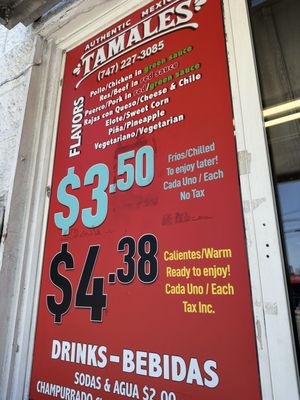 AUTHENTIC MEXICAN
TAMALES
(747) 227-3085
FLAVORS
Pollo/Chicken in green sauce
Res/Beef in red sauce
Puerco/Pork in red/green sauce
Rajas con Queso/Cheese & Chile
Elote/Sweet Corn
Piña/Pineapple
Vegetariano/Vegetarian
$3.50
Frios/Chilled
To enjoy later!
Cada Uno / Each
No Tax
$4.38
Calientes/Warm
Ready to enjoy!
Cada Uno / Each
Tax Inc.
DRINKS-BEBIDAS
SODAS & AGUA $2.00
CHAMPURRADO